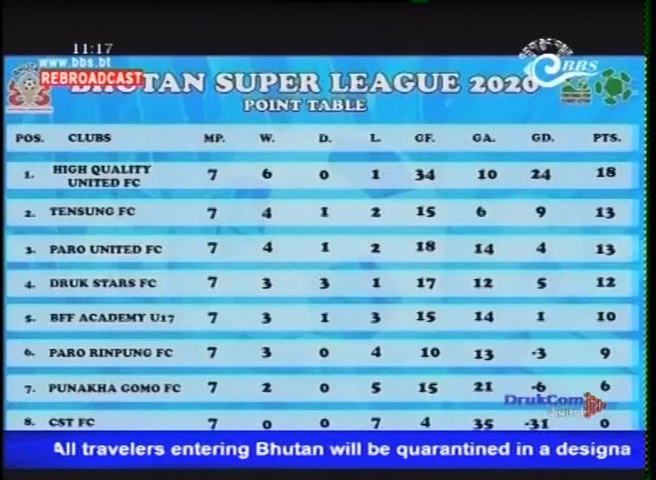 11:17
www.bbs.bt
REBROADCAST
BHUTAN SUPER LEAGUE 2020
BBS
POINT TABLE
POS. CLUBS MP. W. D. L. GF. GA. GD. PTS.
1. HIGH QUALITY UNITED FC 7 6 0 1 34 10 24 18
2. TENSUNG FC 7 4 1 2 15 6 9 13
3. PARO UNITED FC 7 4 1 2 18 14 4 13
4. DRUK STARS FC 7 3 3 1 17 12 5 12
5. BFF ACADEMY U17 7 3 1 3 15 14 1 10
6. PARO RINPUNG FC 7 3 0 4 10 13 -3 9
7. PUNAKHA GOMO FC 7 2 0 5 15 21 -6 6
DrukCom
digital
8. CST FC 7 0 0 7 4 35 -31 0
All travelers entering Bhutan will be quarantined in a designa